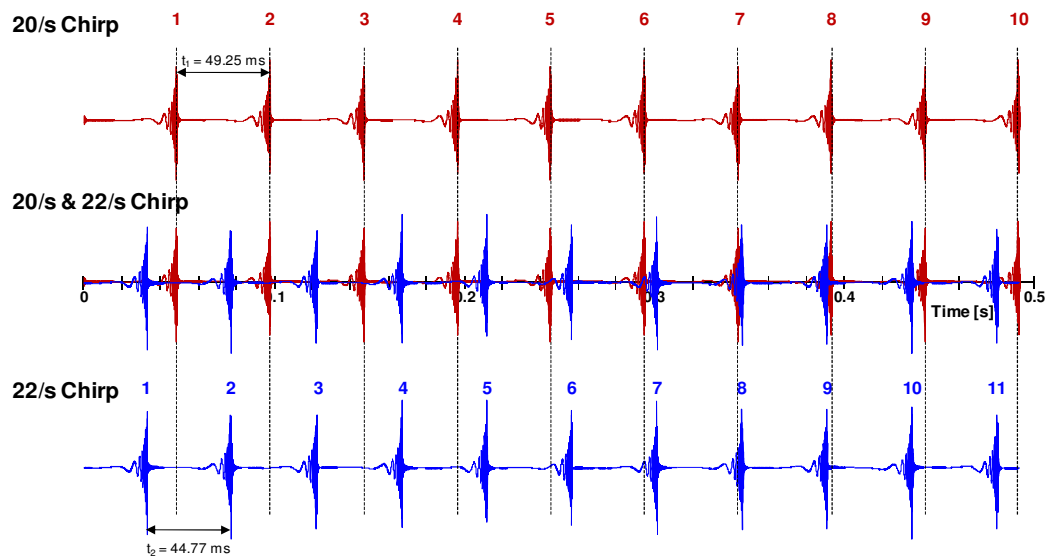 20/s Chirp 1 2 3 4 5 6 7 8 9 10
t₁ = 49.25 ms
20/s & 22/s Chirp
0 0.1 0.2 0.3 0.4 0.5
Time [s]
22/s Chirp 1 2 3 4 5 6 7 8 9 10 11
t₂ = 44.77 ms